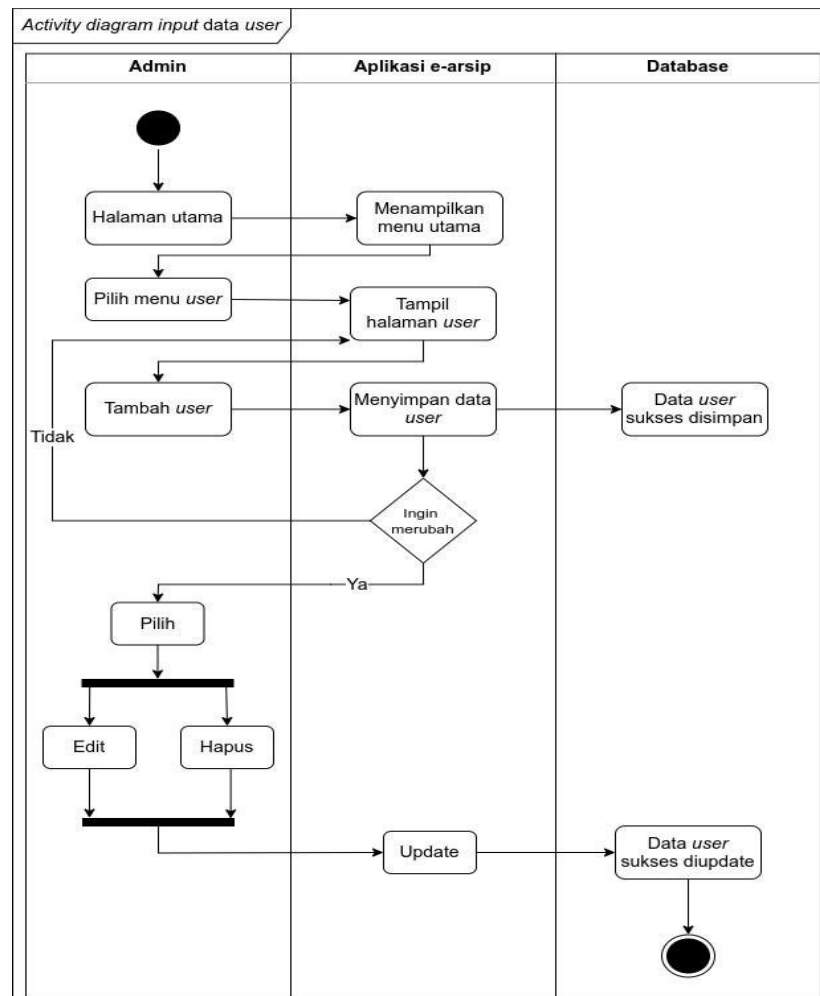 Activity diagram input data user
Admin
Aplikasi e-arsip
Database
Halaman utama
Menampilkan
menu utama
Pilih menu user
Tampil
halaman user
Tambah user
Menyimpan data
user
Data user
sukses disimpan
Tidak
Ingin
merubah
Ya
Pilih
Edit
Hapus
Update
Data user
sukses diupdate